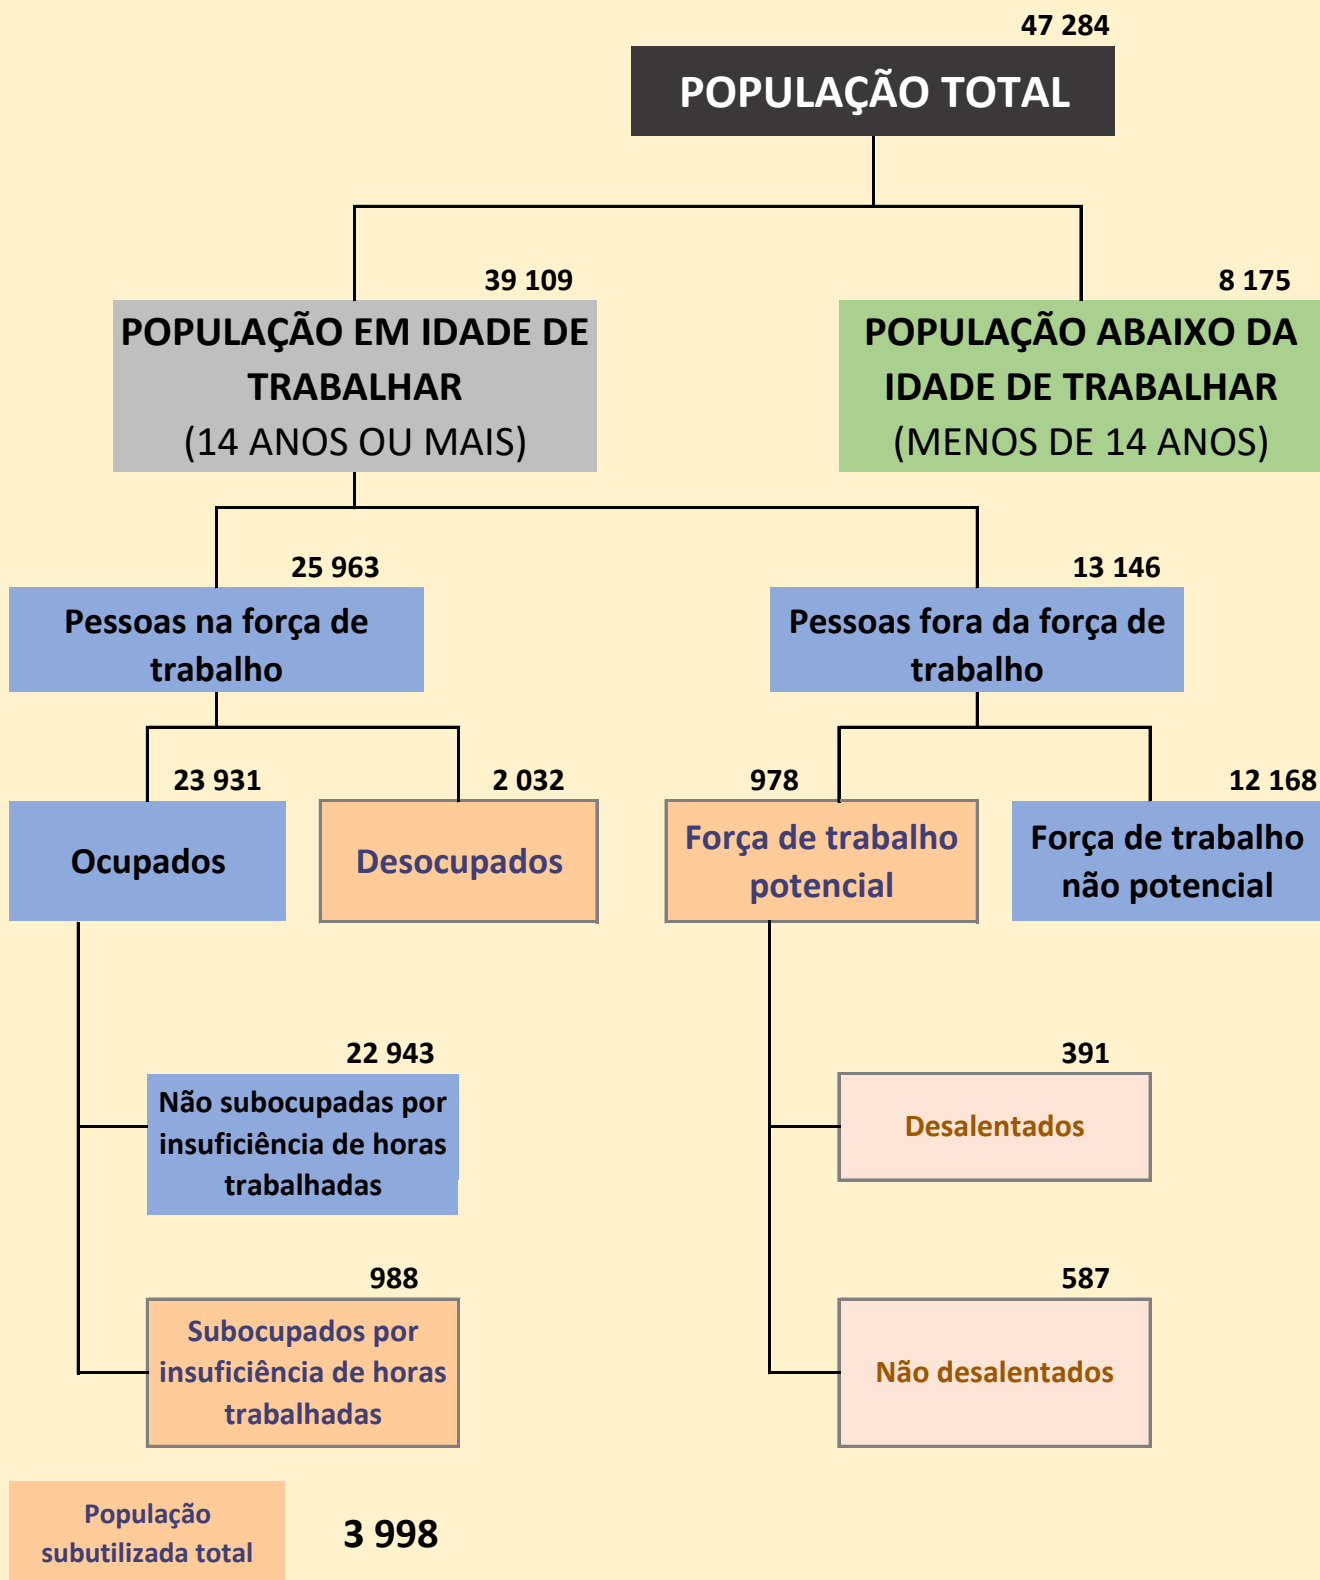 47 284
POPULAÇÃO TOTAL
39 109
POPULAÇÃO EM IDADE DE
TRABALHAR
(14 ANOS OU MAIS)
8 175
POPULAÇÃO ABAIXO DA
IDADE DE TRABALHAR
(MENOS DE 14 ANOS)
25 963
Pessoas na força de
trabalho
13 146
Pessoas fora da força de
trabalho
23 931
Ocupados
2 032
Desocupados
978
Força de trabalho
potencial
12 168
Força de trabalho
não potencial
22 943
Não subocupadas por
insuficiência de horas
trabalhadas
391
Desalentados
988
Subocupados por
insuficiência de horas
trabalhadas
587
Não desalentados
População
subutilizada total
3 998